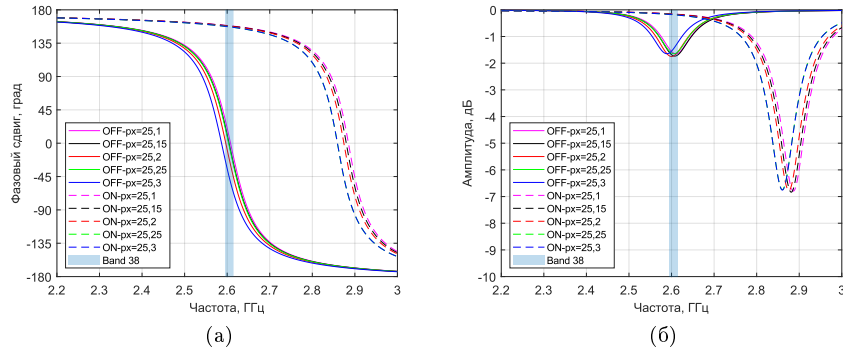 180
135
90
45
0
-45
-90
-135
-180
Фазовый сдвиг, град
OFF-px=25,1
OFF-px=25,15
OFF-px=25,2
OFF-px=25,25
OFF-px=25,3
ON-px=25,1
ON-px=25,15
ON-px=25,2
ON-px=25,25
ON-px=25,3
Band 38
2.2 2.3 2.4 2.5 2.6 2.7 2.8 2.9 3
Частота, ГГц
(а)
0
-1
-2
-3
-4
-5
-6
-7
-8
-9
-10
Амплитуда, дБ
OFF-px=25,1
OFF-px=25,15
OFF-px=25,2
OFF-px=25,25
OFF-px=25,3
ON-px=25,1
ON-px=25,15
ON-px=25,2
ON-px=25,25
ON-px=25,3
Band 38
2.2 2.3 2.4 2.5 2.6 2.7 2.8 2.9 3
Частота, ГГц
(б)